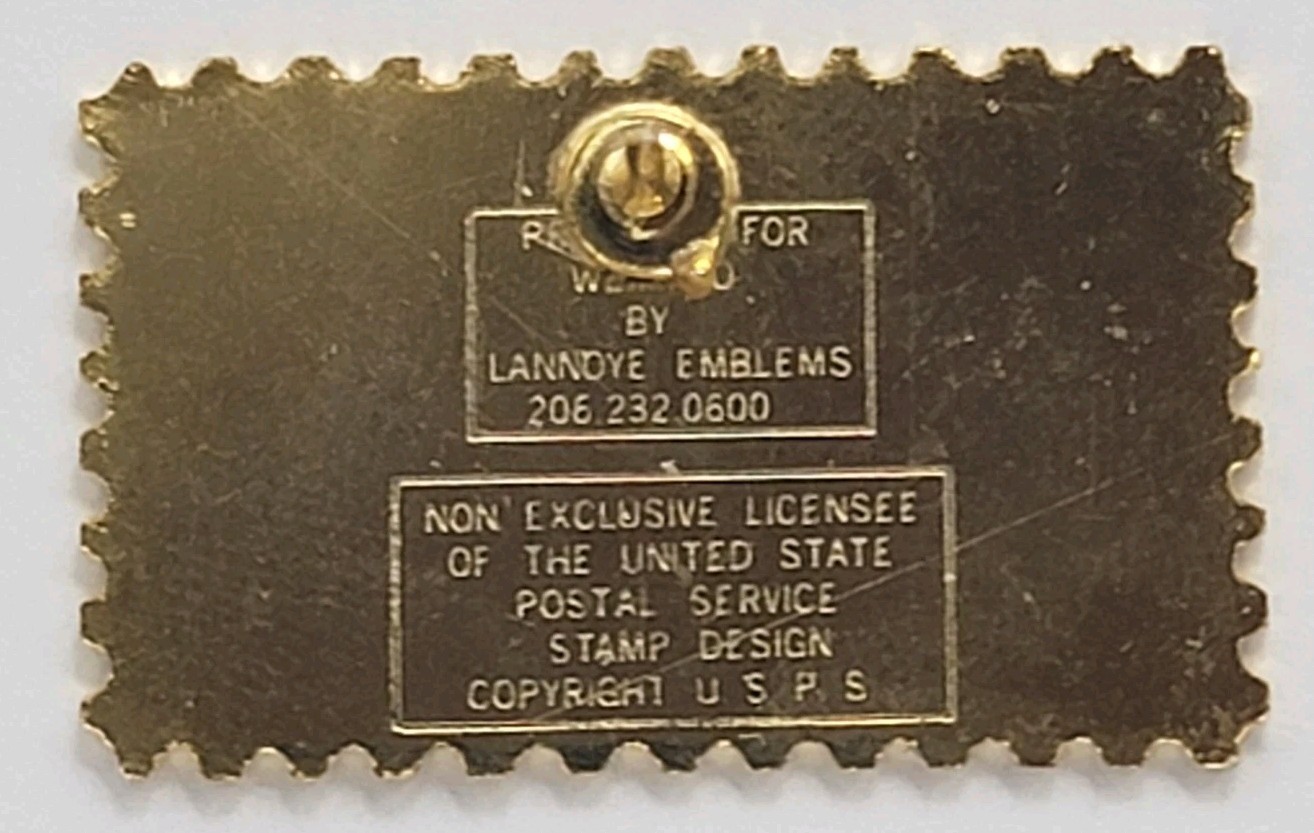 FOR
BY
LANNOYE EMBLEMS
206.232.0600
NON EXCLUSIVE LICENSEE
OF THE UNITED STATE
POSTAL SERVICE
STAMP DESIGN
COPYRIGHT U S P S